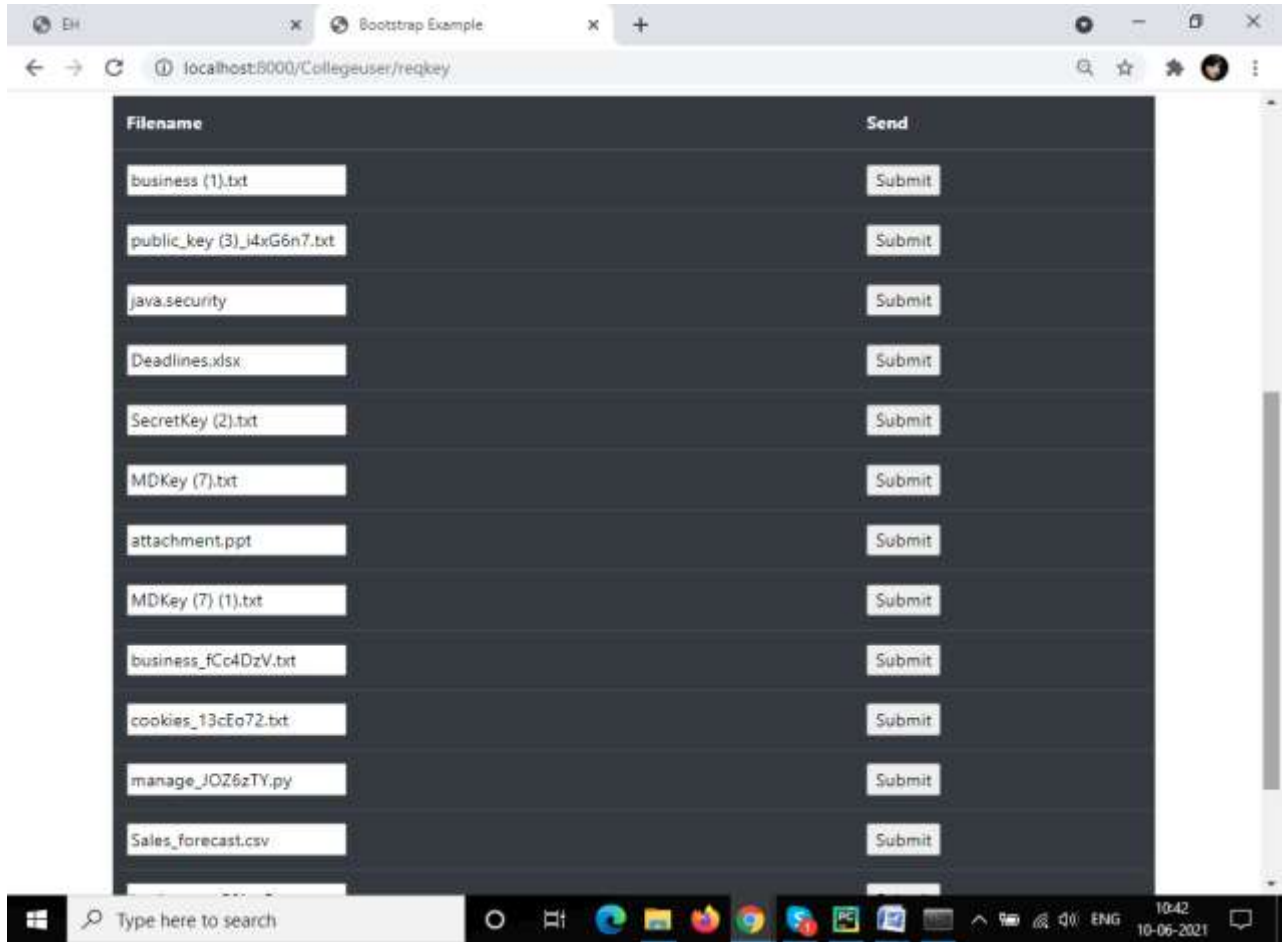 EH
Bootstrap Example
localhost:8000/Collegeuser/reqkey
Filename Send
business (1).txt Submit
public_key (3)_i4xG6n7.txt Submit
java.security Submit
Deadlines.xlsx Submit
SecretKey (2).txt Submit
MDKey (7).txt Submit
attachment.ppt Submit
MDKey (7) (1).txt Submit
business_fCc4DzV.txt Submit
cookies_13cEo72.txt Submit
manage_JOZ6zTY.py Submit
Sales_forecast.csv Submit
Type here to search
PC
ENG
10:42
10-06-2021